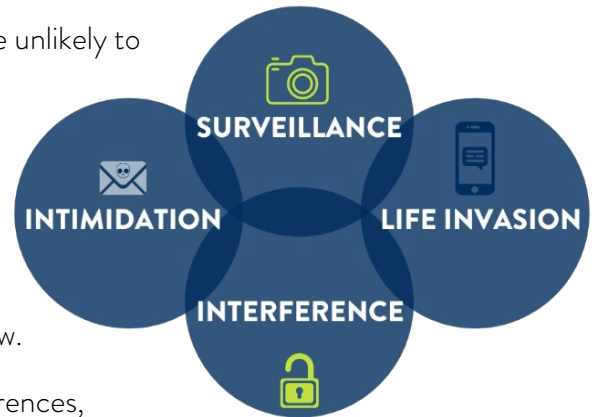 e unlikely to
SURVEILLANCE
INTIMIDATION
LIFE INVASION
INTERFERENCE
w.
rences,